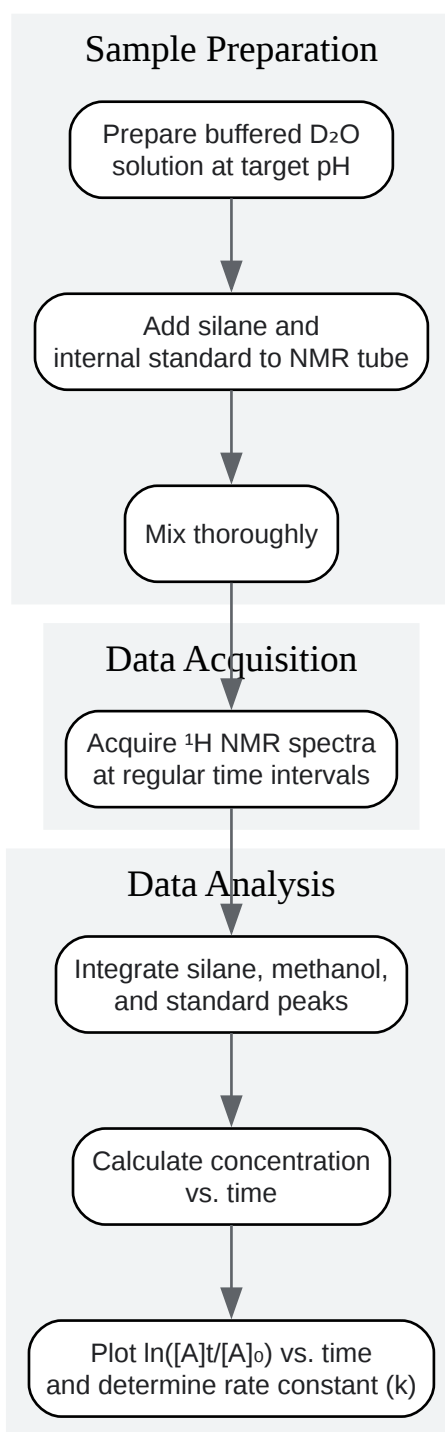 Sample Preparation
Prepare buffered D₂O
solution at target pH
Add silane and
internal standard to NMR tube
Mix thoroughly
Data Acquisition
Acquire ¹H NMR spectra
at regular time intervals
Data Analysis
Integrate silane, methanol,
and standard peaks
Calculate concentration
vs. time
Plot ln([A]t/[A]₀) vs. time
and determine rate constant (k)